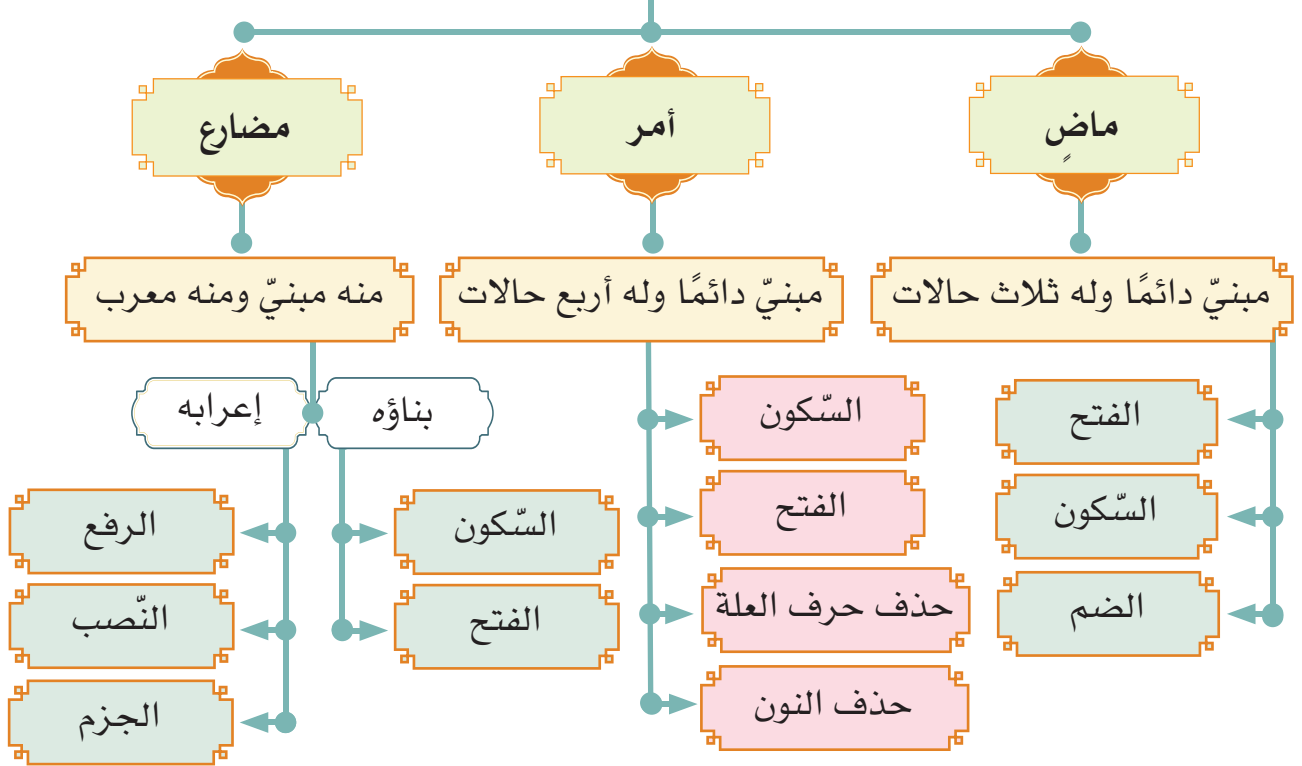 ماضٍ
أمر
مضارع
مبنيّ دائمًا وله ثلاث حالات
مبنيّ دائمًا وله أربع حالات
منه مبنيّ ومنه معرب
الفتح
السّكون
الضم
السّكون
الفتح
حذف حرف العلة
حذف النون
بناؤه
السّكون
الفتح
إعرابه
الرفع
النّصب
الجزم